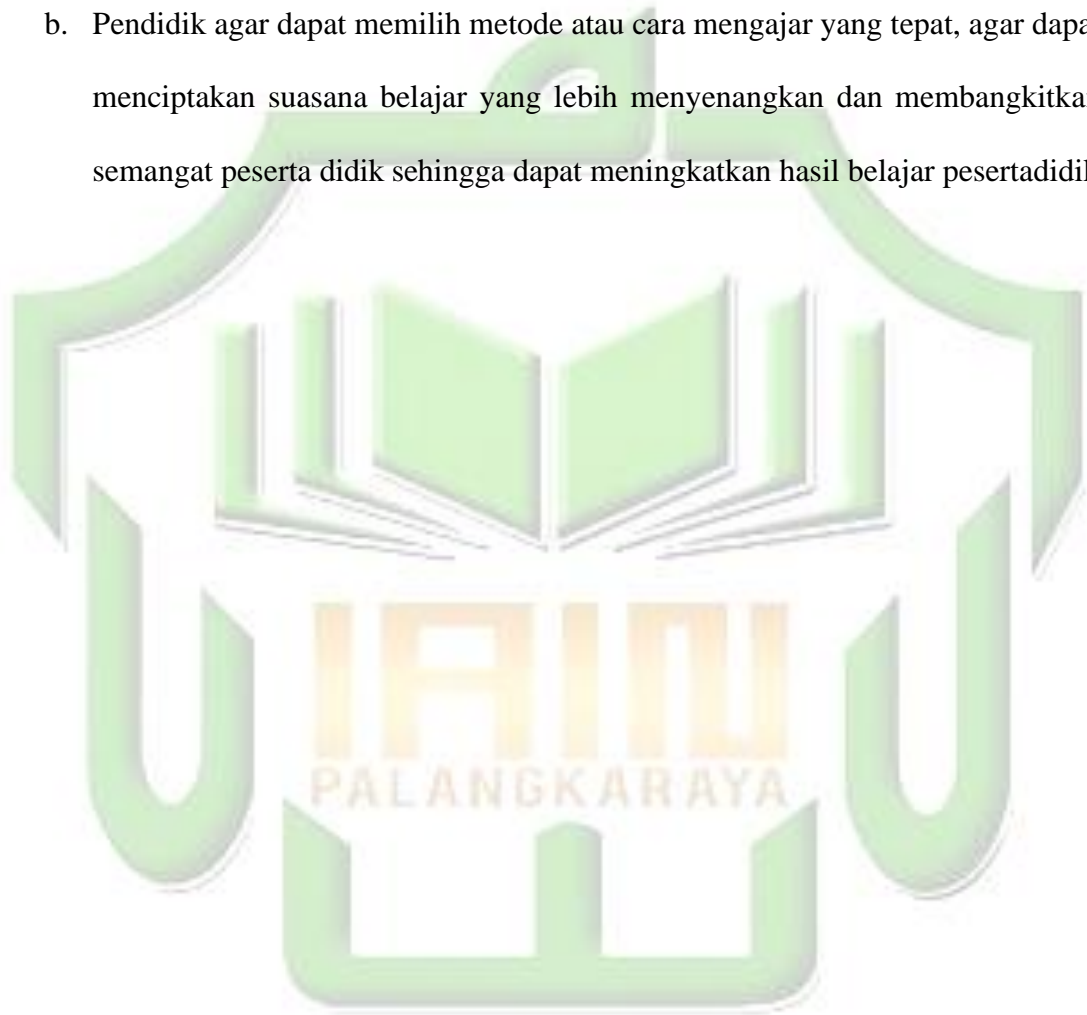 b. Pendidik agar dapat memilih metode atau cara mengajar yang tepat, agar dapa
menciptakan suasana belajar yang lebih menyenangkan dan membangkitka
semangat peserta didik sehingga dapat meningkatkan hasil belajar pesertadidi
IAIN
PALANGKARAYA